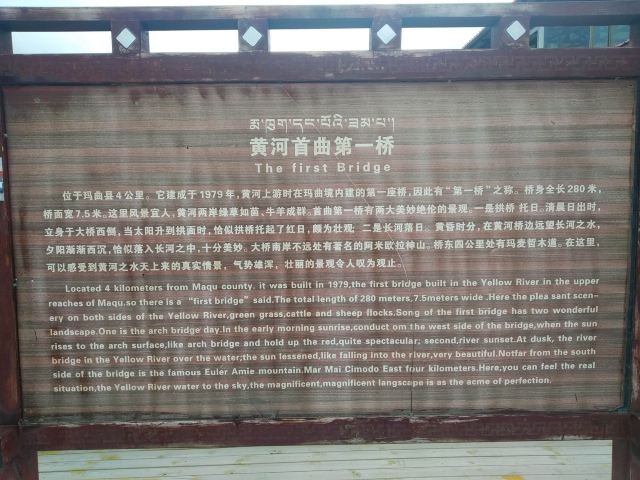 མ་ཁྲུག་དང་པོའི་ཟམ་པ།
黄河首曲第一桥
The first Bridge
位于玛曲县4公里。它建成于1979年,黄河上游时在玛曲境内建的第一座桥,因此有“第一桥”之称。桥身全长280米,
桥面宽7.5米。这里风景宜人,黄河两岸绿草如茵、牛羊成群。首曲第一桥有两大美妙绝伦的景观。一是拱桥 托日。清晨日出时,
立身于大桥西侧,当太阳升到拱面时,恰似拱桥托起了红日,颇为壮观;二是长河落日。黄昏时分,在黄河桥边远望长河之水,
夕阳渐渐西沉,恰似落入长河之中,十分美妙。大桥南岸不远处有著名的阿米欧拉神山。桥东四公里处有玛麦哲木道。在这里,
可以感受到黄河之水天上来的真实情景,气势雄浑,壮丽的景观令人叹为观止。
Located 4 kilometers from Maqu county. it was built in 1979,the first bridge built in the Yellow River in the upper
reaches of Maqu.so there is a “first bridge” said.The total length of 280 meters,7.5meters wide .Here the plea sant scen-
ery on both sides of the Yellow River,green grass,cattle and sheep flocks.Song of the first bridge has two wonderful
landscape.One is the arch bridge day.In the early morning sunrise,conduct om the west side of the bridge,when the sun
rises to the arch surface,like arch bridge and hold up the red,quite spectacular; second,river sunset.At dusk, the river
bridge in the Yellow River over the water;the sun lessened,like falling into the river,very beautiful.Notfar from the south
side of the bridge is the famous Euler Amie mountain.Mar Mai Cimodo East four kilometers.Here,you can feel the real
situation,the Yellow River water to the sky,the magnificent,magnificent langscape is as the acme of perfection.